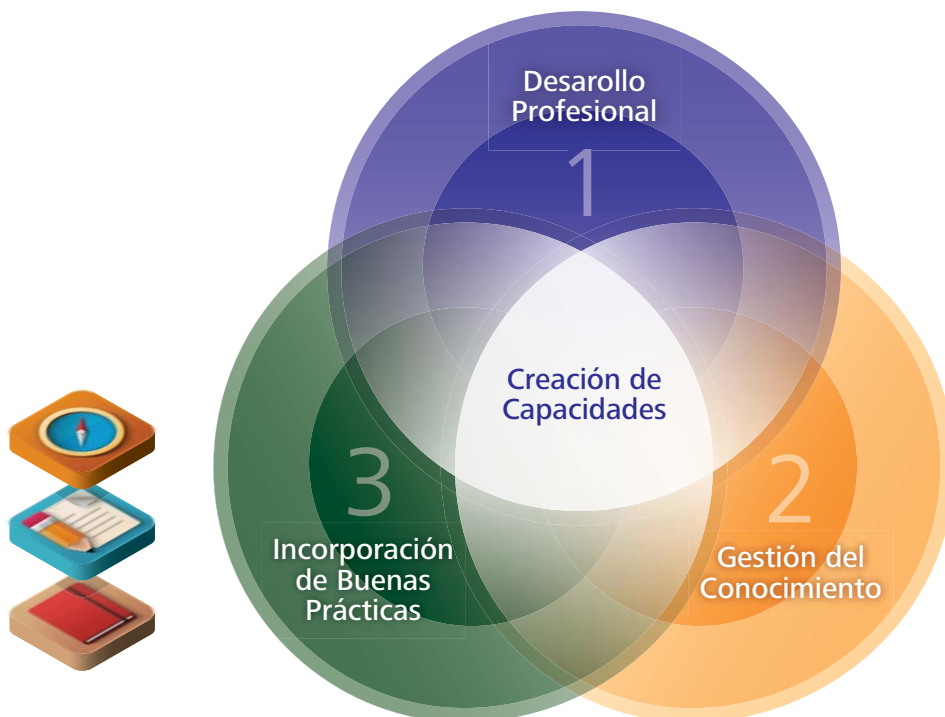 Desarollo
Profesional
1
Creación de
Capacidades
3
2
Incorporación
de Buenas
Prácticas
Gestión del
Conocimiento